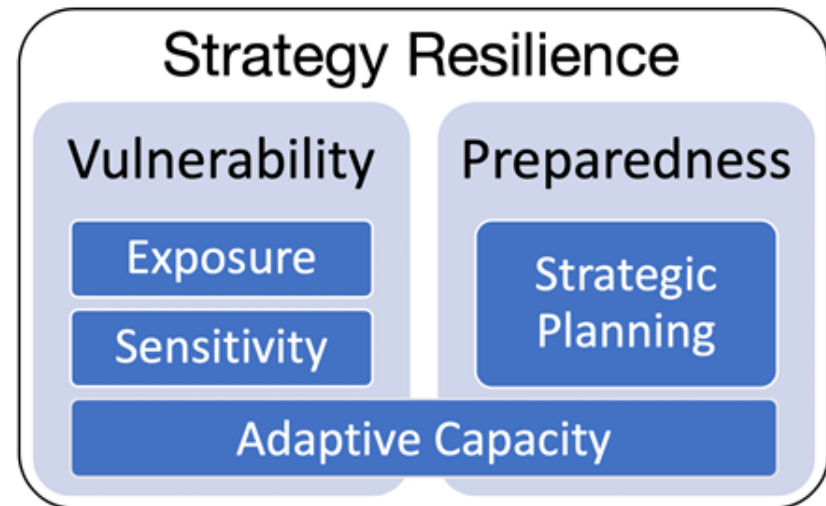 Strategy Resilience
Vulnerability
Exposure
Sensitivity
Preparedness
Strategic
Planning
Adaptive Capacity